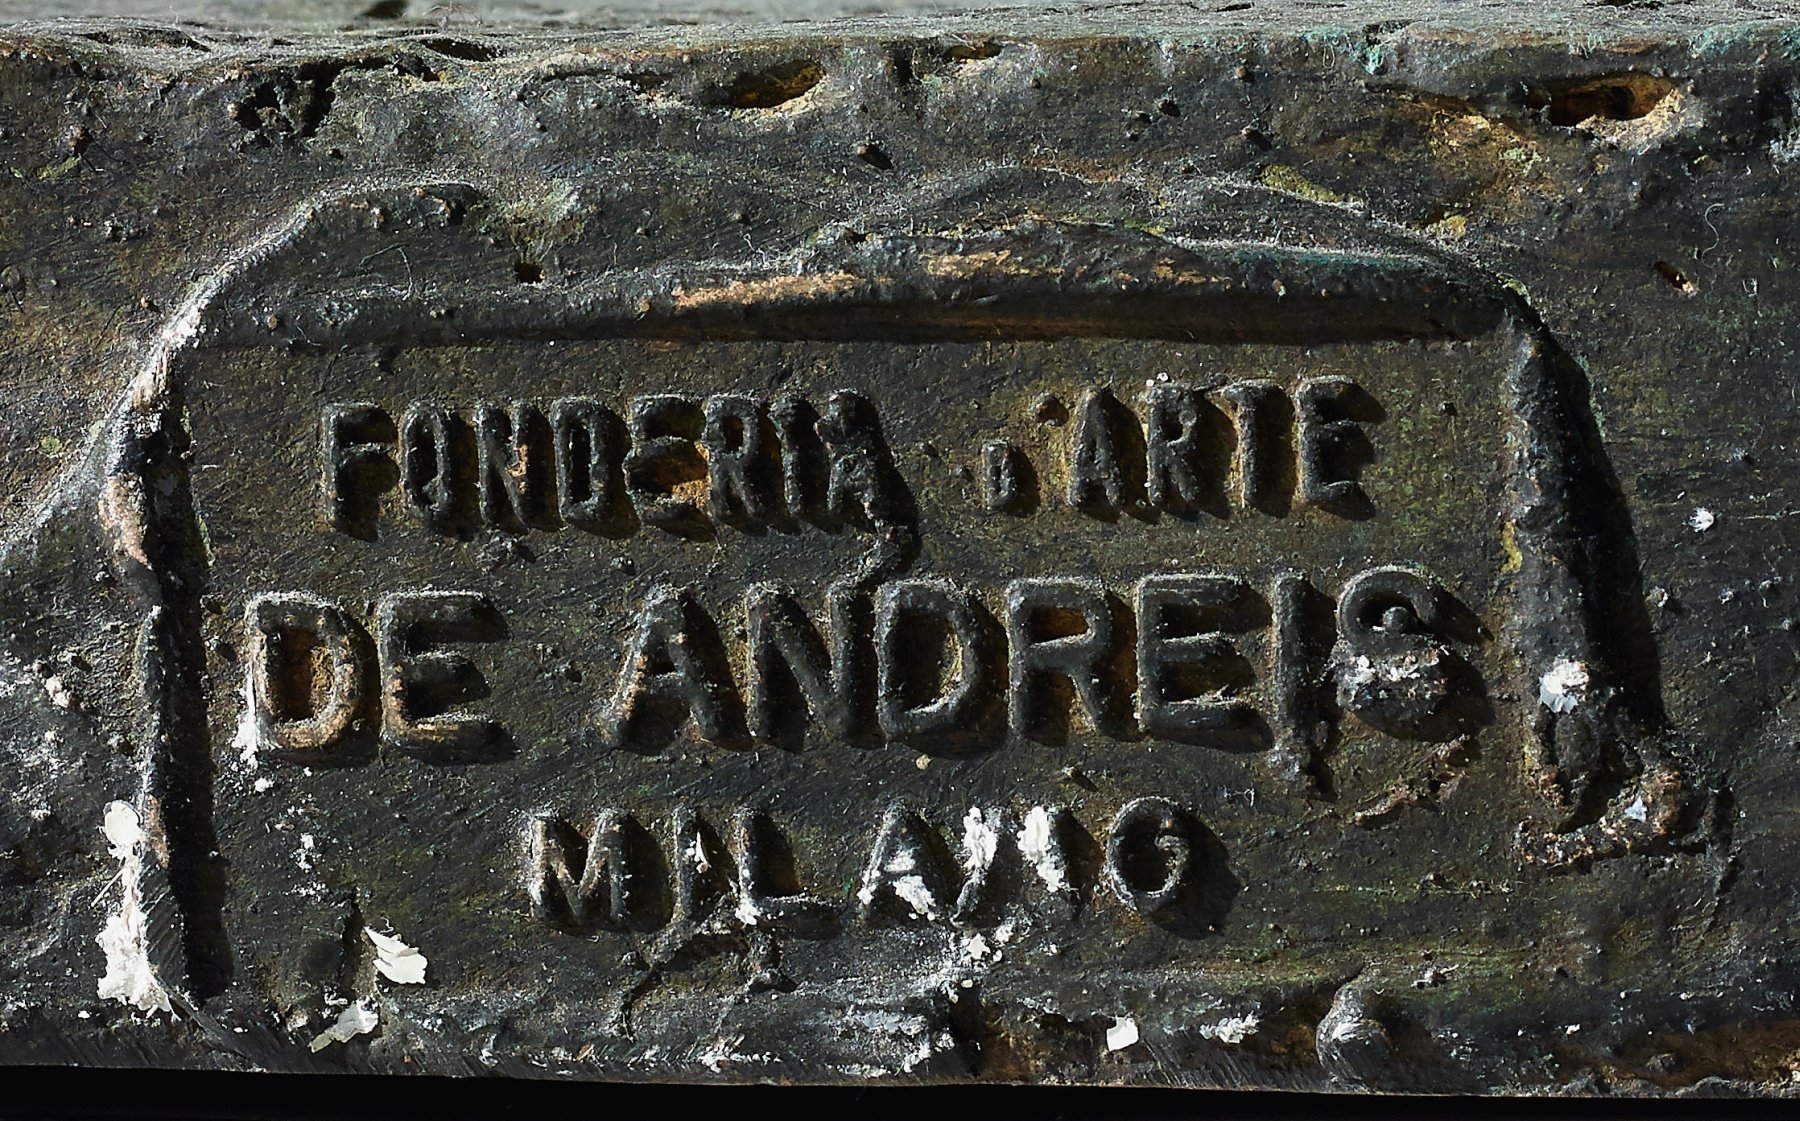 FONDERIA D'ARTE
DE ANDREIS
MILANO